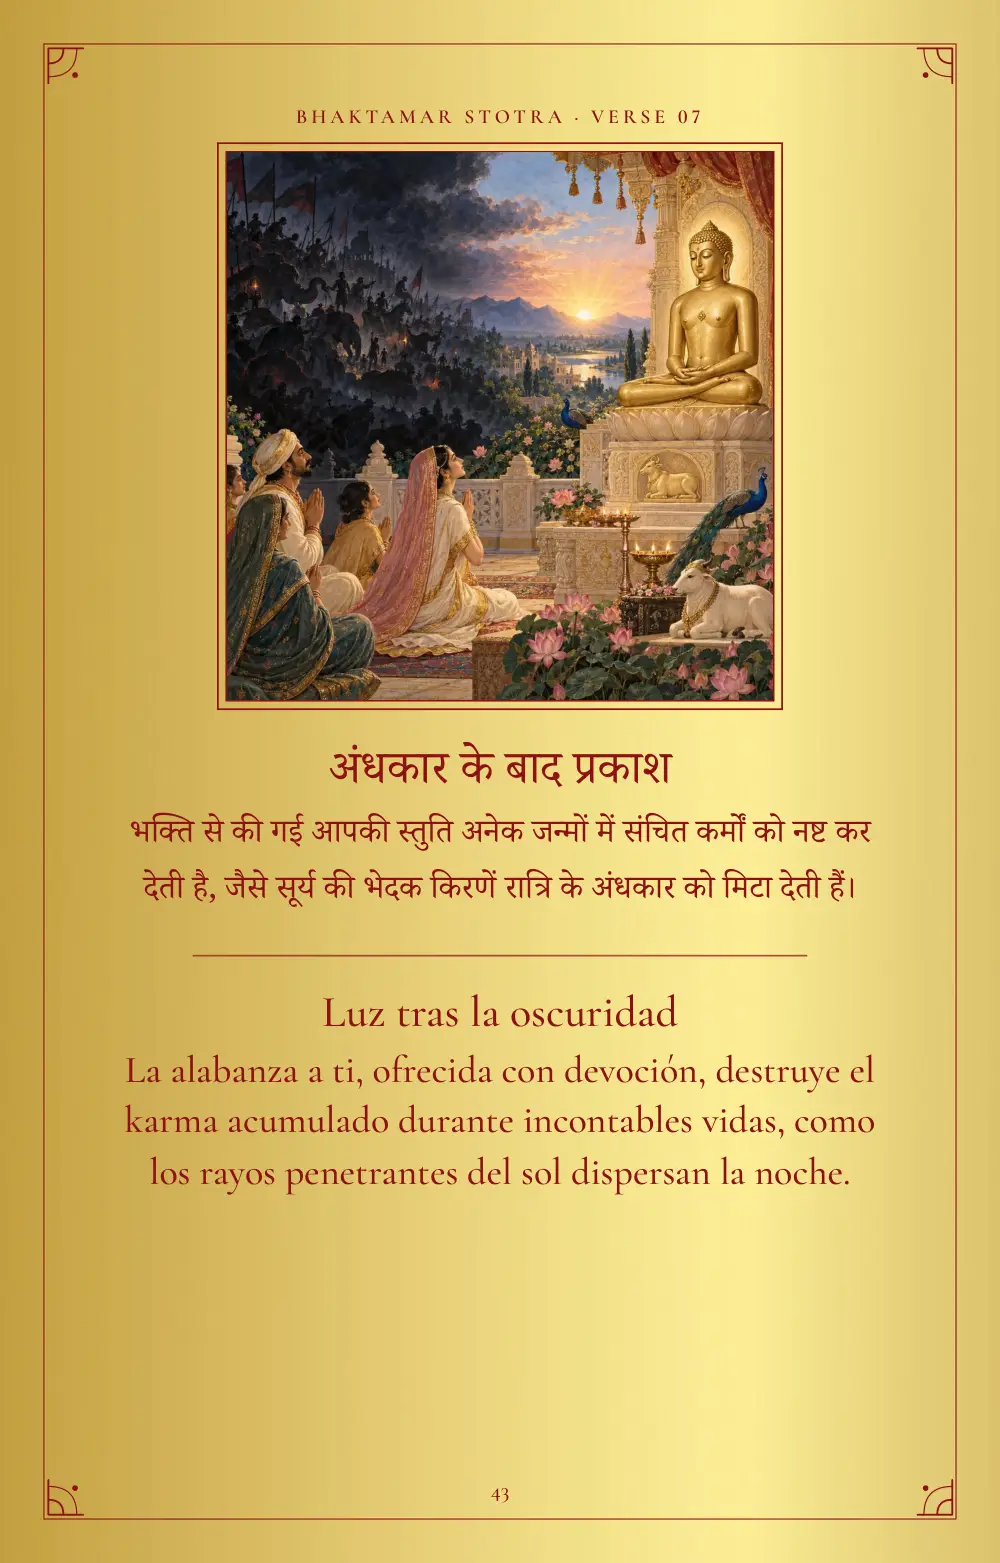 BHAKTAMAR STOTRA · VERSE 07
अंधकार के बाद प्रकाश
भक्ति से की गई आपकी स्तुति अनेक जन्मों में संचित कर्मों को नष्ट कर
देती है, जैसे सूर्य की भेदक किरणें रात्रि के अंधकार को मिटा देती हैं।
Luz tras la oscuridad
La alabanza a ti, ofrecida con devoción, destruye el
karma acumulado durante incontables vidas, como
los rayos penetrantes del sol dispersan la noche.
43